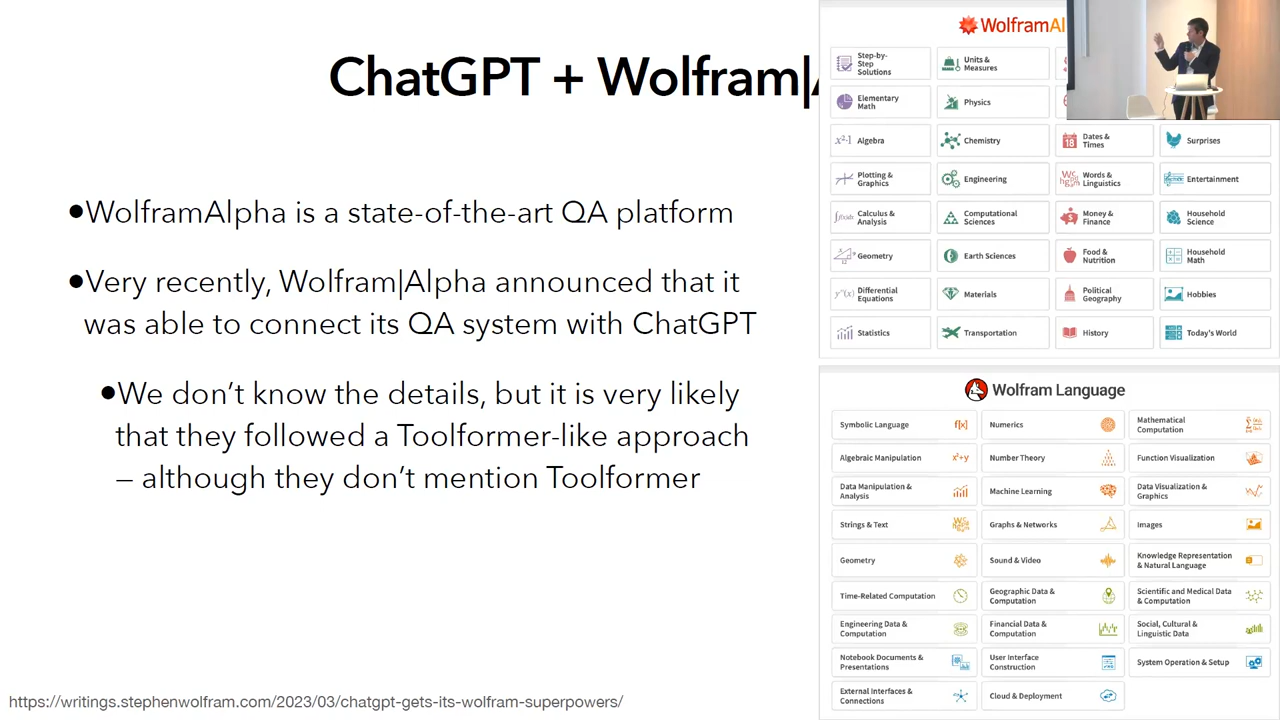 ChatGPT + Wolfram|
•WolframAlpha is a state-of-the-art QA platform
•Very recently, Wolfram|Alpha announced that it
was able to connect its QA system with ChatGPT
•We don’t know the details, but it is very likely
that they followed a Toolformer-like approach
– although they don’t mention Toolformer
https://writings.stephenwolfram.com/2023/03/chatgpt-gets-its-wolfram-superpowers/
WolframAl
Step-by-
Step
Solutions
Units &
Measures
Elementary
Math
Physics
Algebra
Chemistry
Dates &
Times
Surprises
Plotting &
Graphics
Engineering
Words &
Linguistics
Entertainment
Calculus &
Analysis
Computational
Sciences
Money &
Finance
Household
Science
Geometry
Earth Sciences
Food &
Nutrition
Household
Math
Differential
Equations
Materials
Political
Geography
Hobbies
Statistics
Transportation
History
Today's World
Wolfram Language
Symbolic Language
Numerics
Mathematical
Computation
Algebraic Manipulation
Number Theory
Function Visualization
Data Manipulation &
Analysis
Machine Learning
Data Visualization &
Graphics
Strings & Text
Graphs & Networks
Images
Geometry
Sound & Video
Knowledge Representation
& Natural Language
Time-Related Computation
Geographic Data &
Computation
Scientific and Medical Data
& Computation
Engineering Data &
Computation
Financial Data &
Computation
Social, Cultural &
Linguistic Data
Notebook Documents &
Presentations
User Interface
Construction
System Operation & Setup
External Interfaces &
Connections
Cloud & Deployment